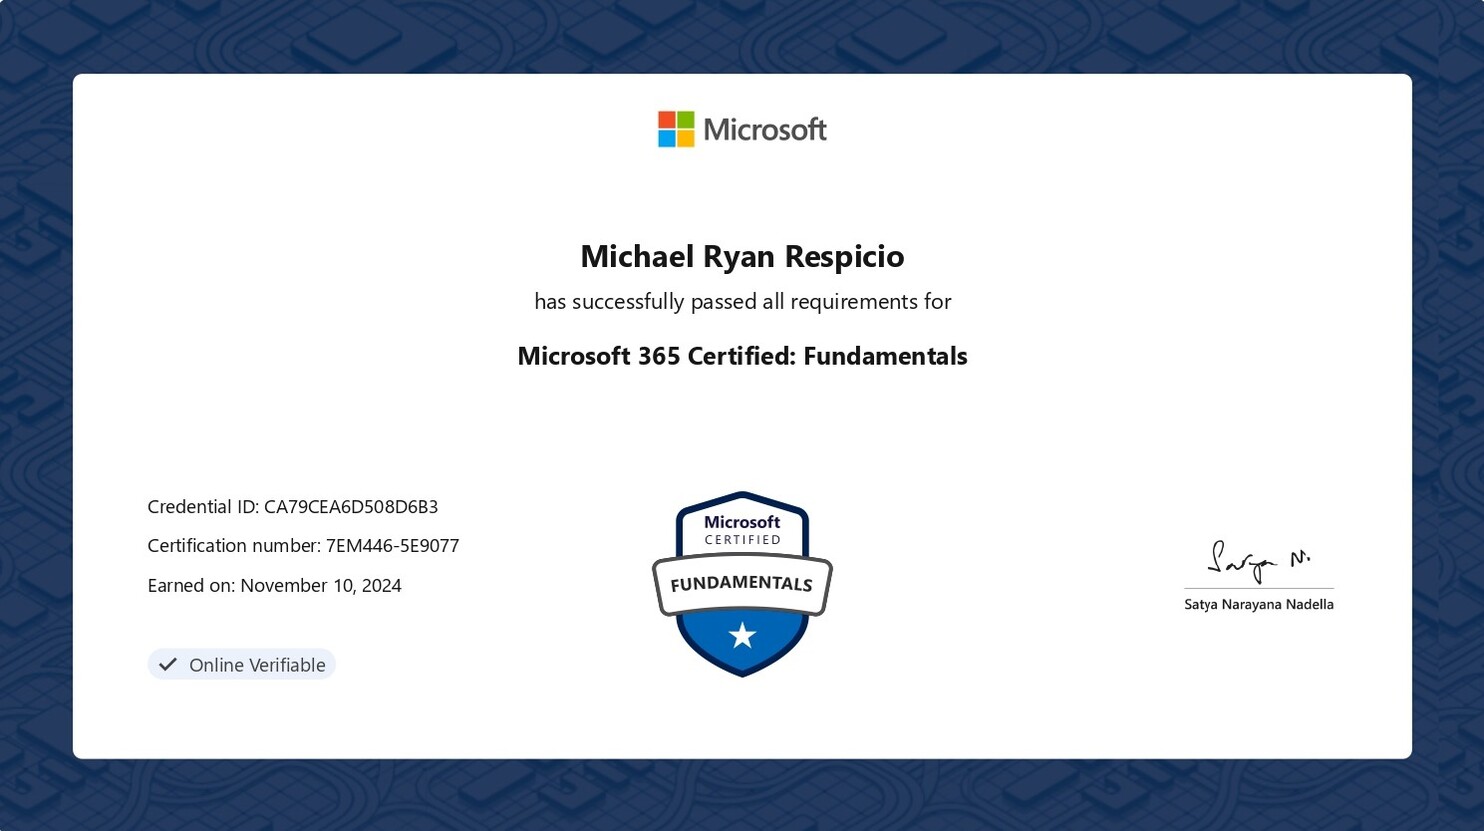 Microsoft
Michael Ryan Respicio
has successfully passed all requirements for
Microsoft 365 Certified: Fundamentals
Credential ID: CA79CEA6D508D6B3
Certification number: 7EM446-5E9077
Earned on: November 10, 2024
Online Verifiable
Microsoft
CERTIFIED
FUNDAMENTALS
Satya N.
Satya Narayana Nadella